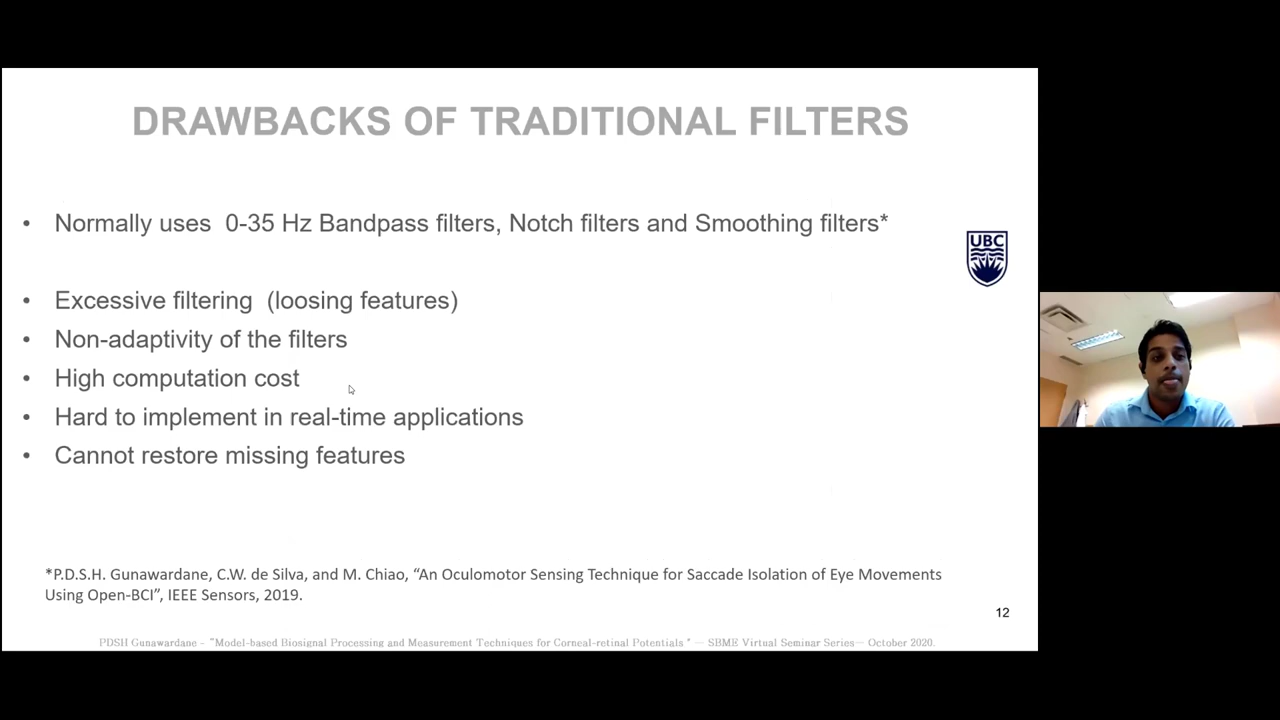 DRAWBACKS OF TRADITIONAL FILTERS
• Normally uses 0-35 Hz Bandpass filters, Notch filters and Smoothing filters*
UBC
• Excessive filtering (loosing features)
• Non-adaptivity of the filters
• High computation cost
• Hard to implement in real-time applications
• Cannot restore missing features
*P.D.S.H. Gunawardane, C.W. de Silva, and M. Chiao, “An Oculomotor Sensing Technique for Saccade Isolation of Eye Movements
Using Open-BCI”, IEEE Sensors, 2019.
12
PDSH Gunawardane – "Model-based Biosignal Processing and Measurement Techniques for Corneal-retinal Potentials " — SBME Virtual Seminar Series— October 2020.